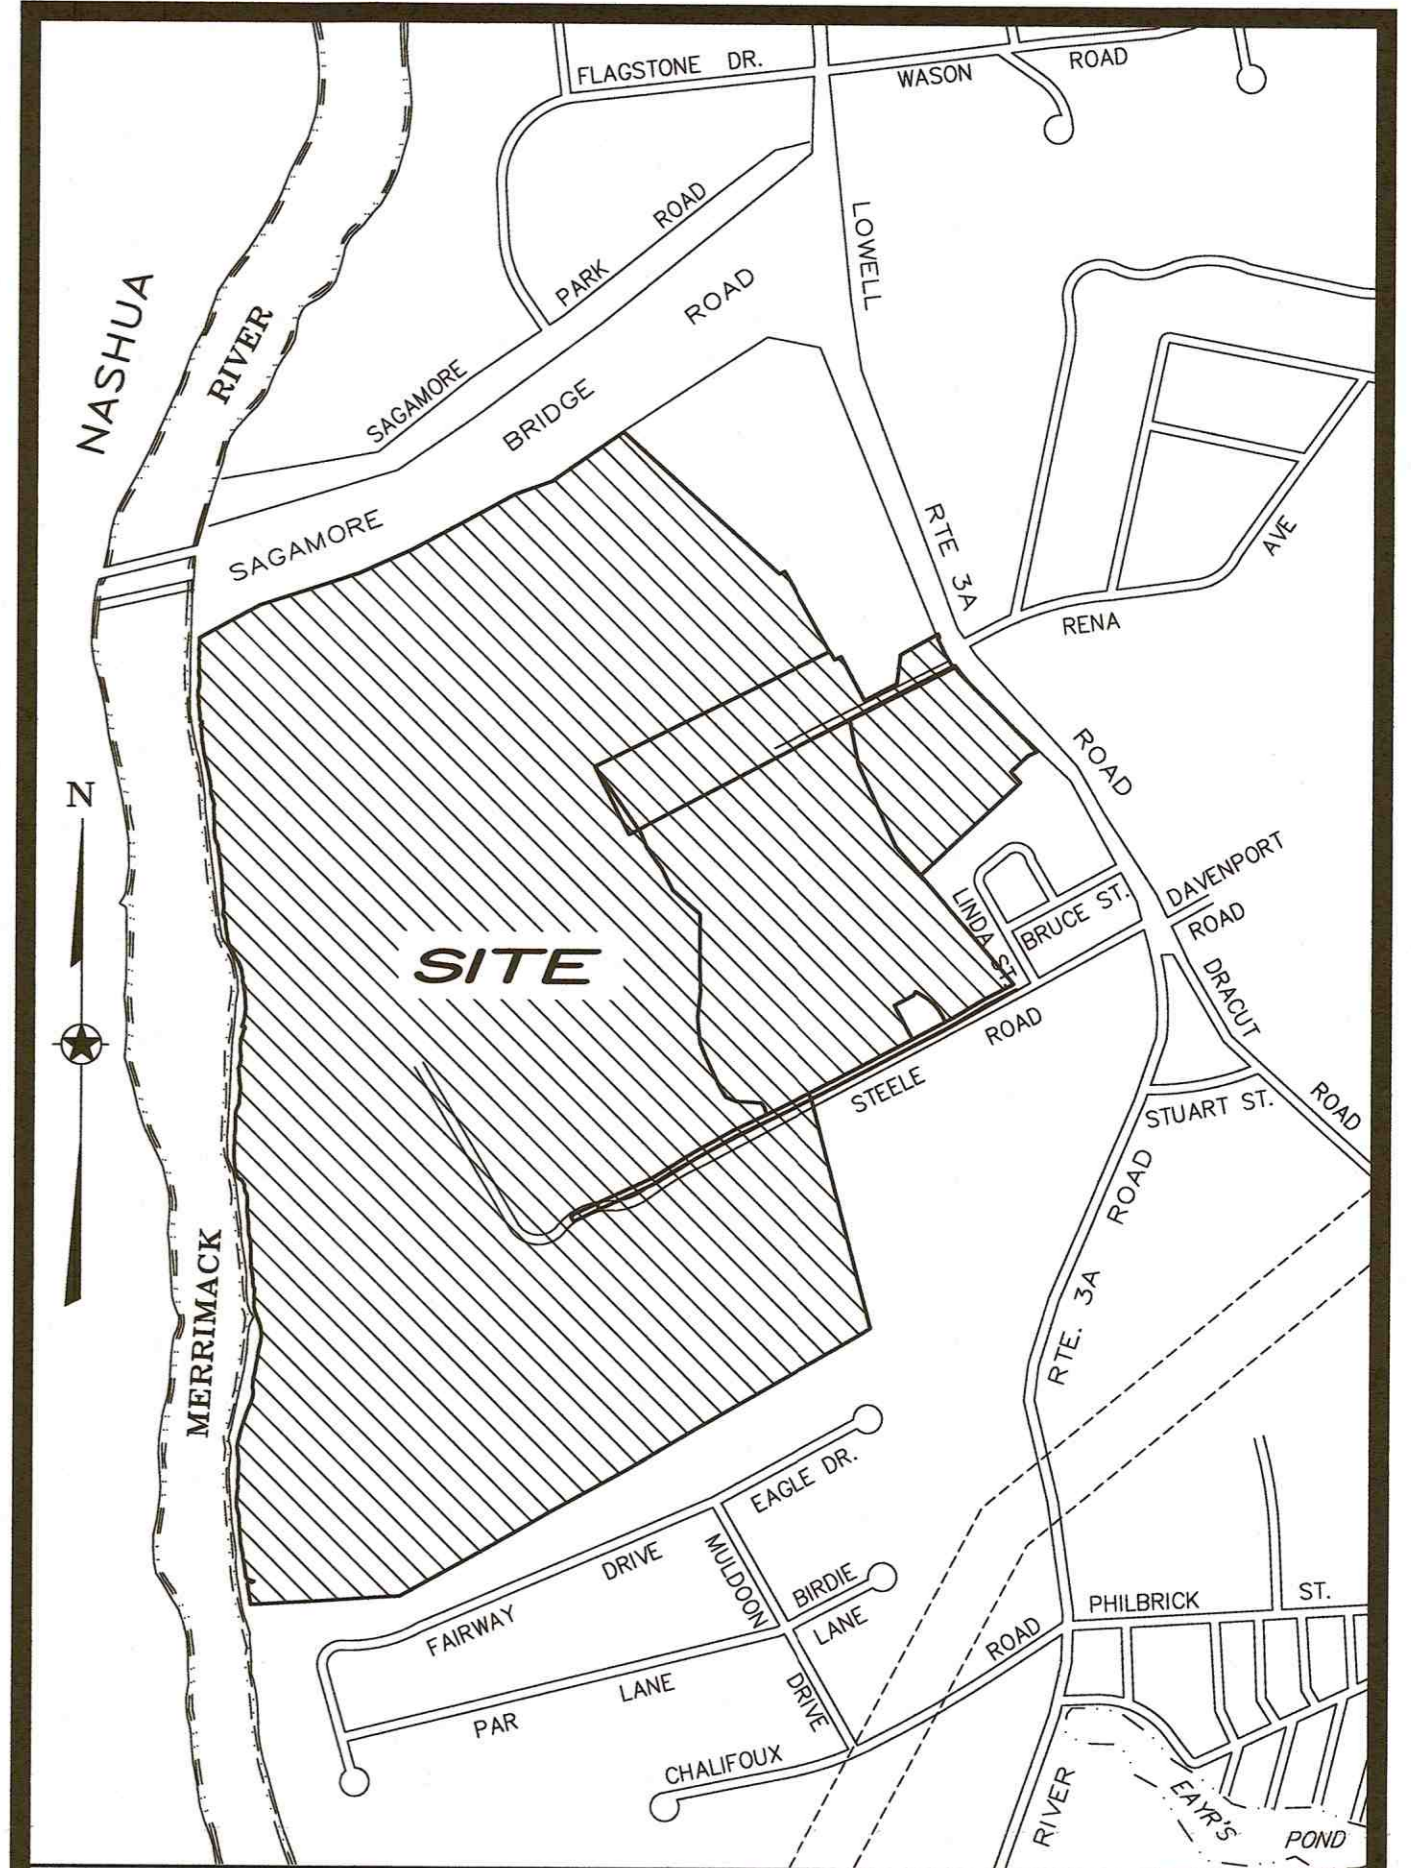 FLAGSTONE DR.
WASON ROAD
SAGAMORE PARK ROAD
LOWELL ROAD
RTE 3A
NASHUA
RIVER
SAGAMORE BRIDGE ROAD
RENA AVE
N
SITE
LINDA ST.
BRUCE ST.
DAVENPORT ROAD
DRACUT ROAD
STEELE ROAD
STUART ST.
MERRIMACK
RTE. 3A
ROAD
EAGLE DR.
FAIRWAY DRIVE
MULDOON DRIVE
BIRDIE LANE
PAR LANE
CHALIFOUX ROAD
PHILBRICK ST.
RIVER
EAYR'S POND